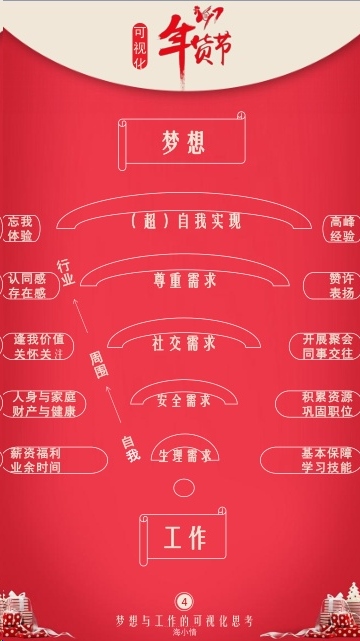 可视化
年货节
梦想
忘我
体验
（超）自我实现
高峰
经验
认同感
存在感
行业
尊重需求
赞许
表扬
逢我价值
关怀关注
周围
社交需求
开展聚会
同事交往
人身与家庭
财产与健康
安全需求
积累资源
巩固职位
自我
薪资福利
业余时间
生理需求
基本保障
学习技能
工作
4
梦想与工作的可视化思考
海小情